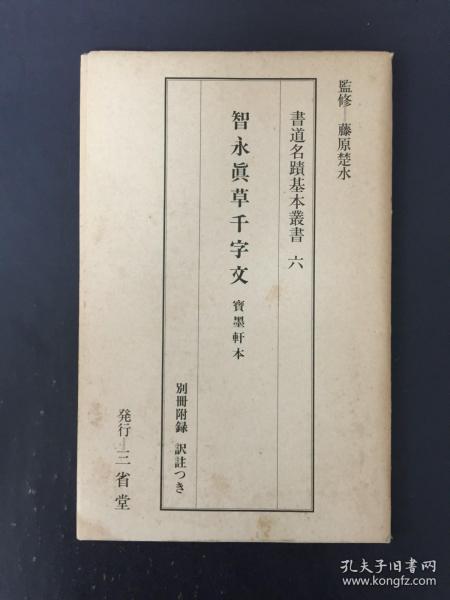 監修—藤原楚水
書道名蹟基本叢書 六
智永眞草千字文 寶墨軒本
別冊附録 訳註つき
発行—三省堂
孔夫子旧书网
www.kongfz.com